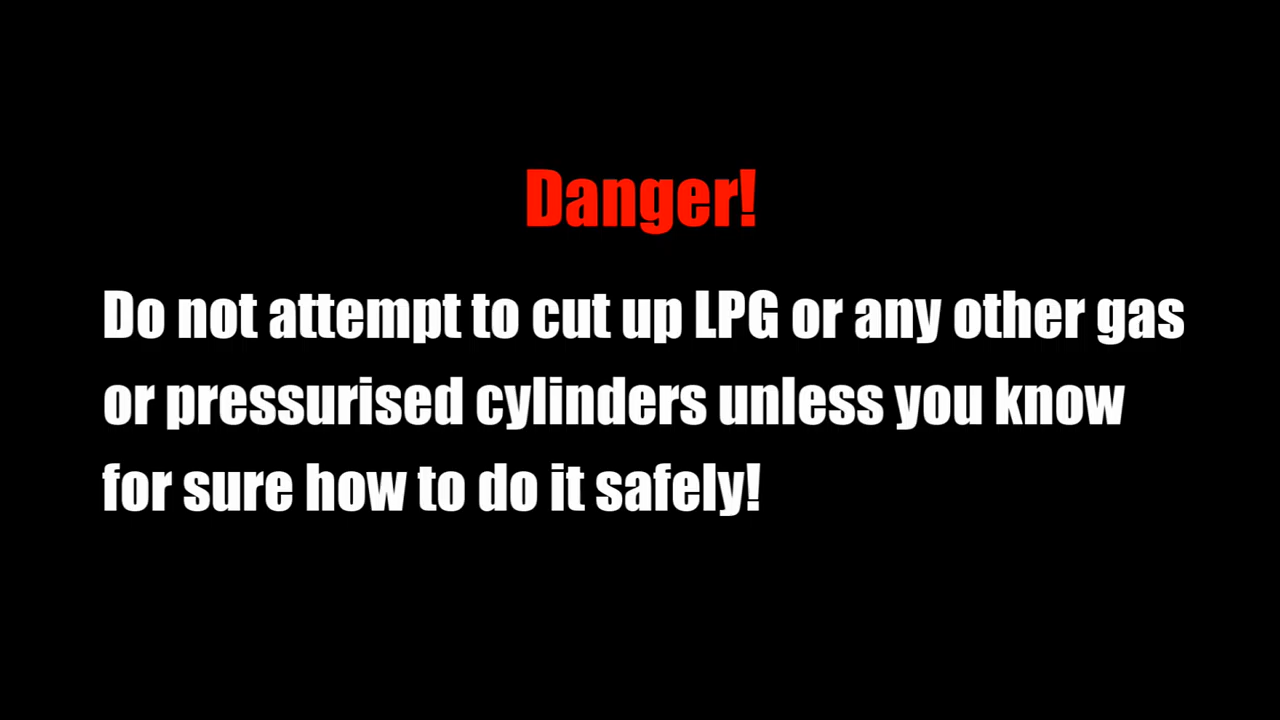 Danger!
Do not attempt to cut up LPG or any other gas
or pressurised cylinders unless you know
for sure how to do it safely!